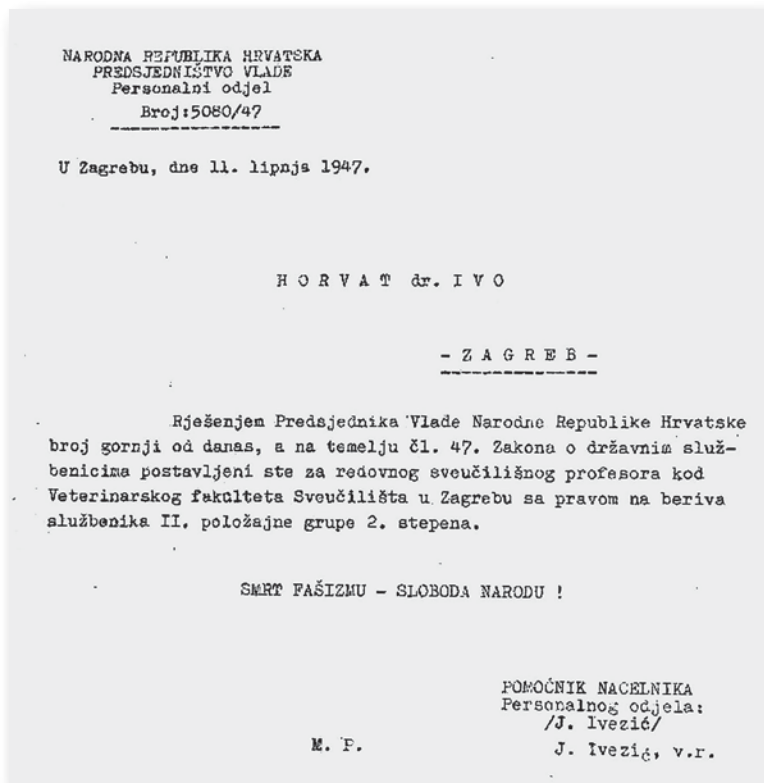 NARODNA REPUBLIKA HRVATSKA
PREDSJEDNIŠTVO VLADE
Personalni odjel
Broj:5080/47
U Zagrebu, dne 11. lipnja 1947.
H O R V A T dr. I V O
- Z A G R E B -
Rješenjem Predsjednika Vlade Narodne Republike Hrvatske
broj gornji od danas, a na temelju čl. 47. Zakona o državnim služ-
benicima postavljeni ste za redovnog sveučilišnog profesora kod
Veterinarskog fakulteta Sveučilišta u Zagrebu sa pravom na beriva
službenika II. položajne grupe 2. stepena.
SMRT FAŠIZMU - SLOBODA NARODU !
POMOĆNIK NACELNIKA
Personalnog odjela:
/J. Ivezić/
M. P.
J. Ivezić, v.r.